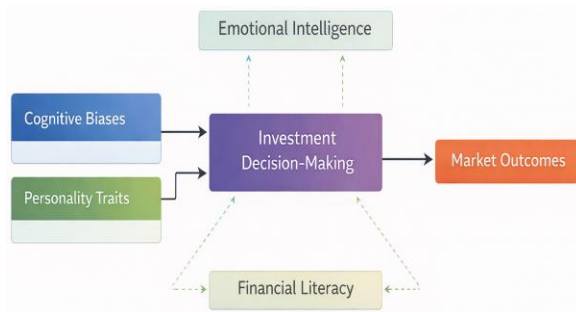 Emotional Intelligence
Cognitive Biases
Investment
Decision-Making
Market Outcomes
Personality Traits
Financial Literacy